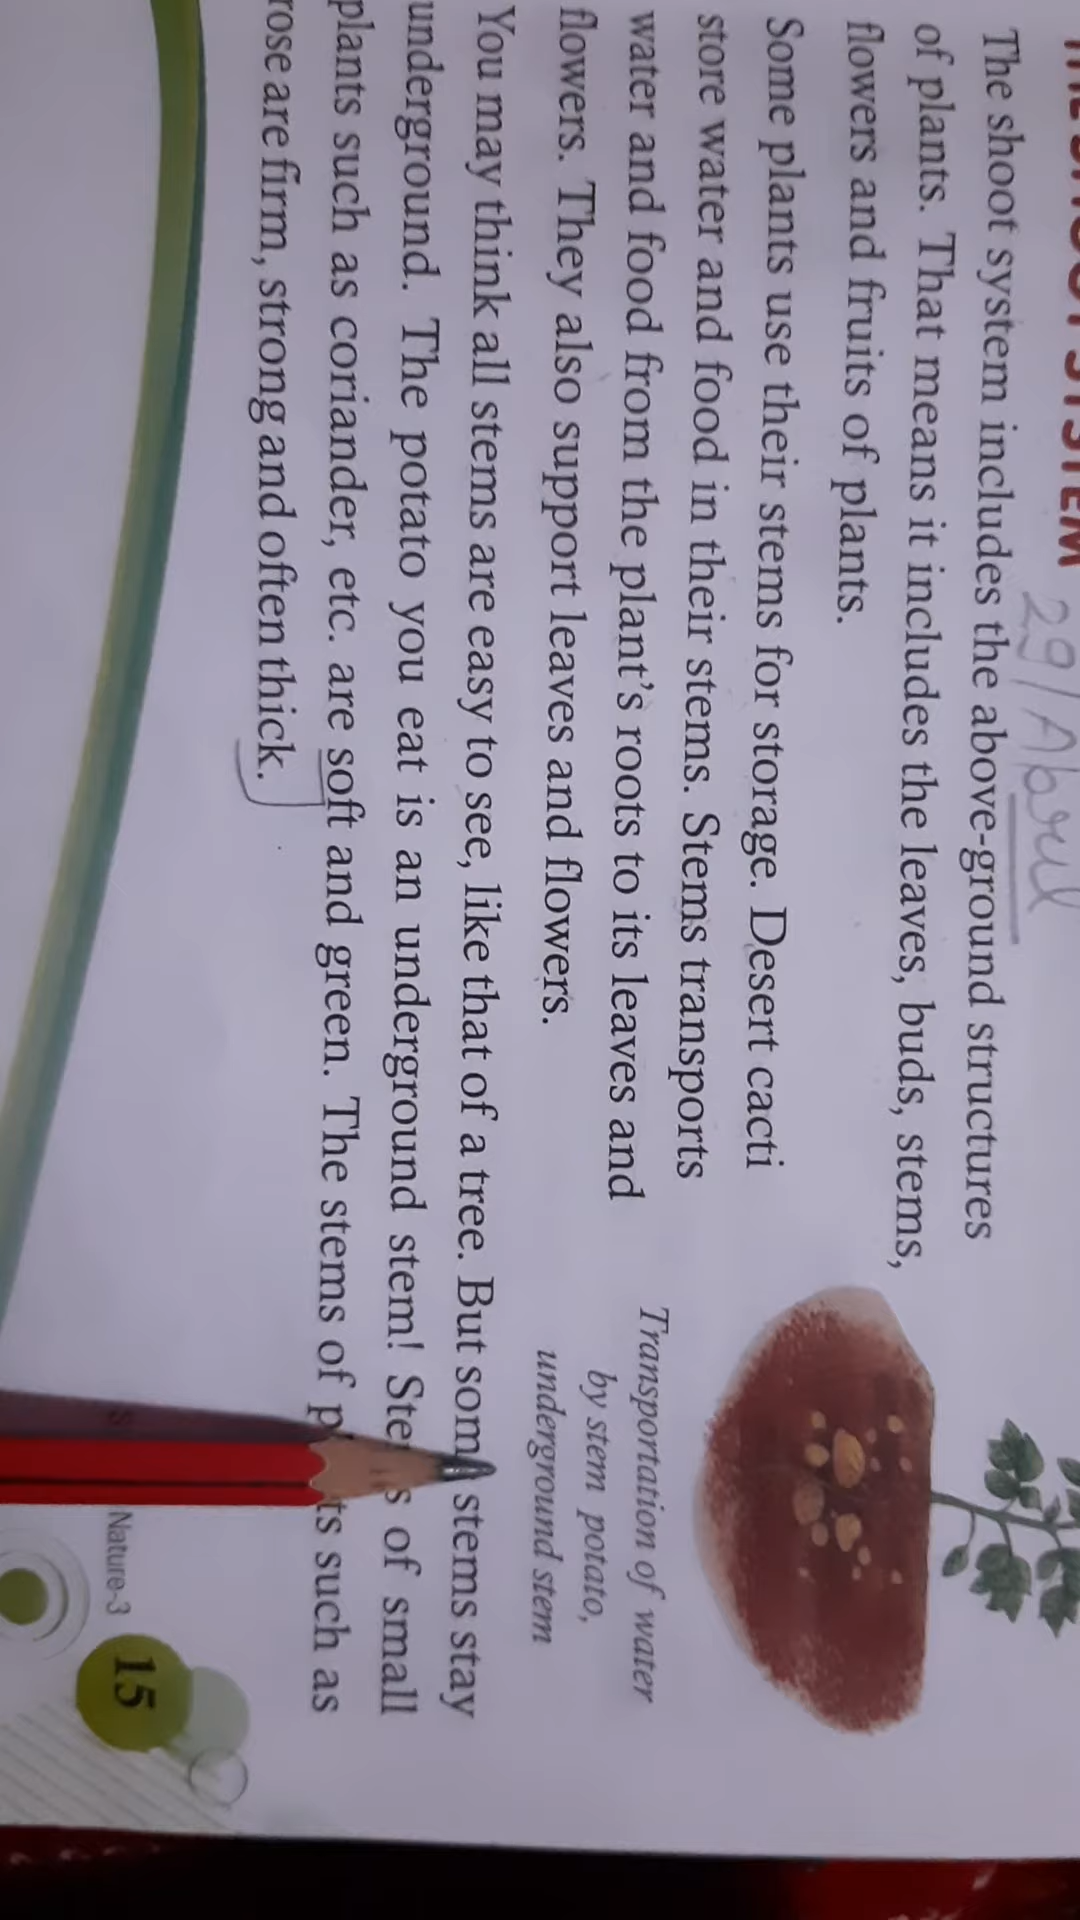 THE SHOOT SYSTEM
29/Abril
The shoot system includes the above-ground structures
of plants. That means it includes the leaves, buds, stems,
flowers and fruits of plants.
Some plants use their stems for storage. Desert cacti
store water and food in their stems. Stems transports
water and food from the plant's roots to its leaves and
flowers. They also support leaves and flowers.
Transportation of water
by stem potato,
underground stem
You may think all stems are easy to see, like that of a tree. But some stems stay
underground. The potato you eat is an underground stem! Stems of small
plants such as coriander, etc. are soft and green. The stems of plants such as
rose are firm, strong and often thick.
Nature-3
15